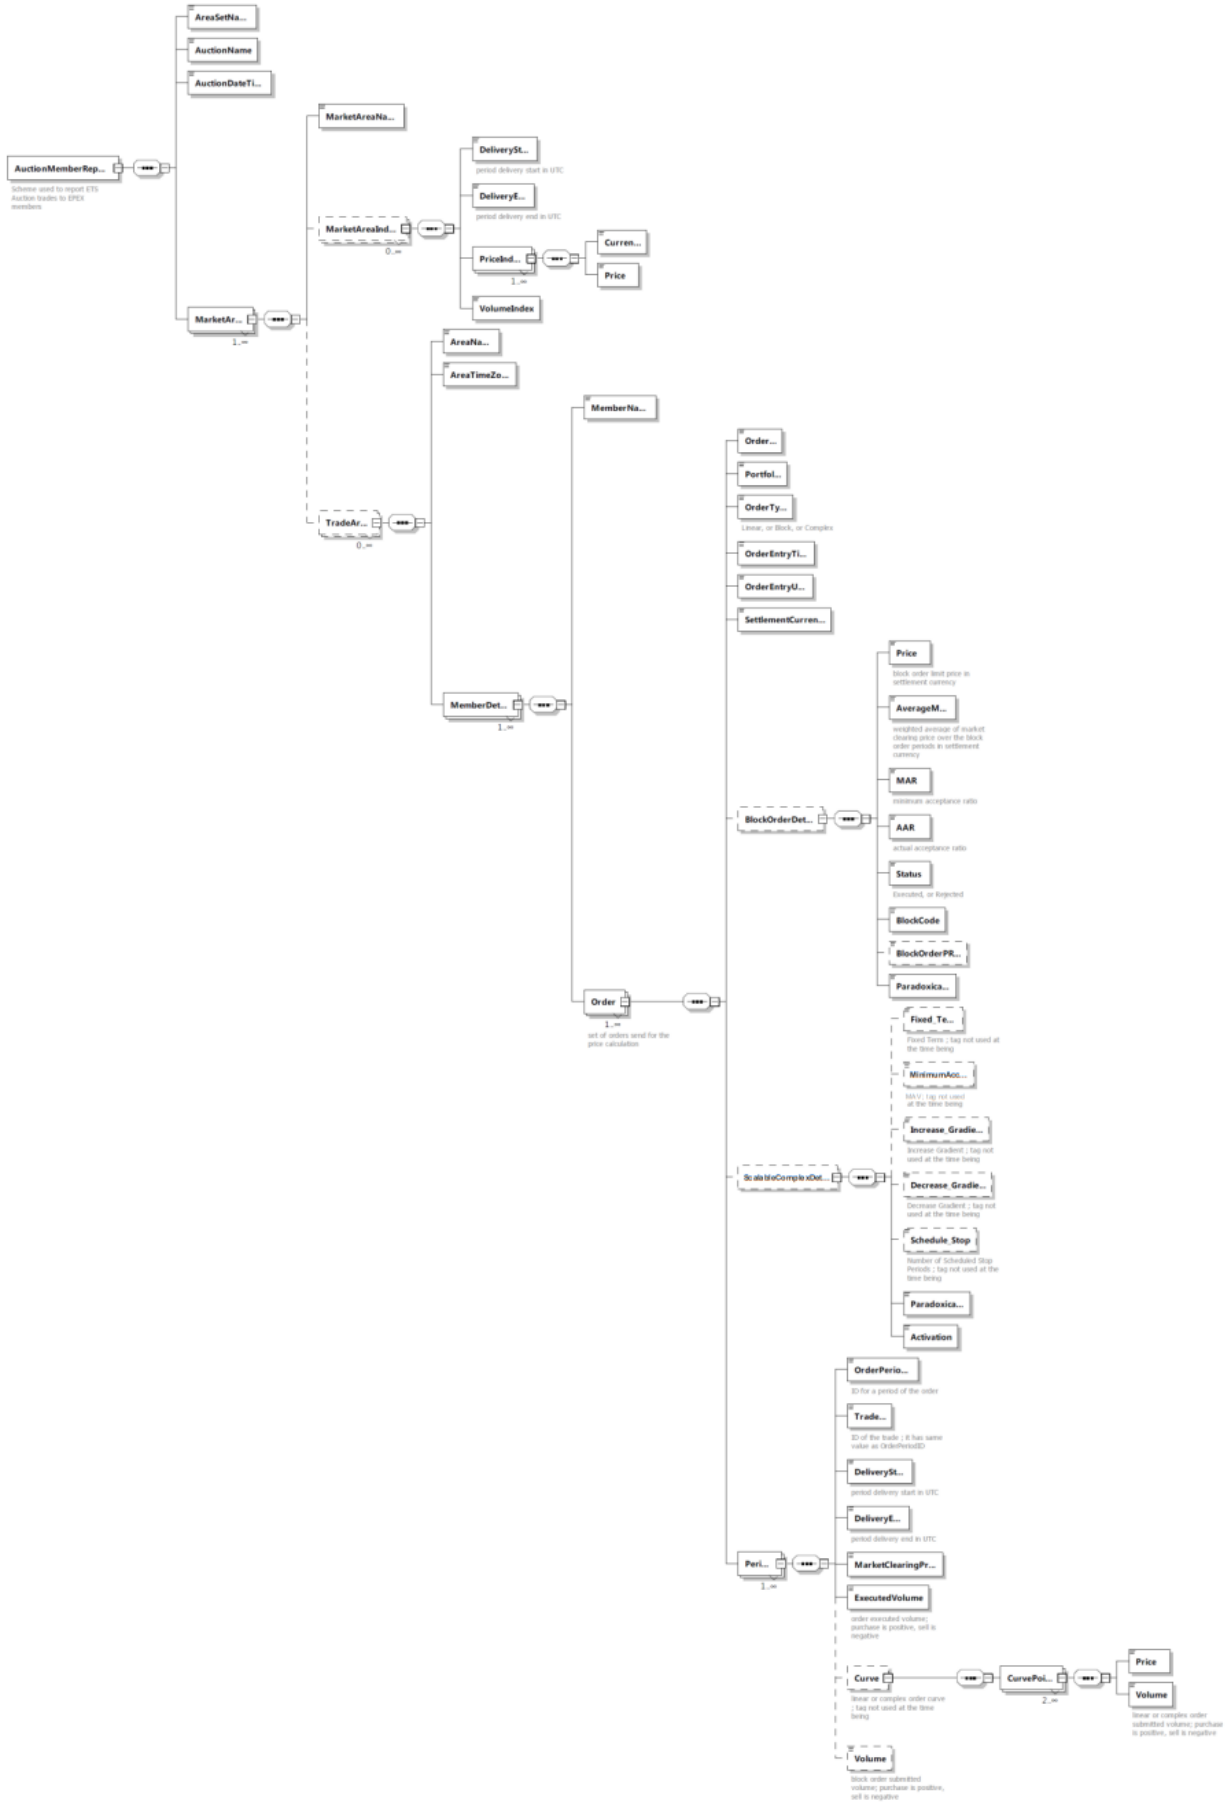 AreaSetNa...
AuctionName
AuctionDateTi...
MarketAreaNa...
AuctionMemberRep...
Scheme used to report ETS
Auction trades to EPEX
members
DeliverySt...
period delivery start in UTC
DeliveryE...
period delivery end in UTC
MarketAreaInd...
0..∞
PriceInd...
1..∞
Curren...
Price
VolumeIndex
MarketAr...
1..∞
AreaNa...
AreaTimeZo...
MemberNa...
TradeAr...
0..∞
Order...
Portfol...
OrderTy...
Linear, or Block, or Complex
OrderEntryTi...
OrderEntryU...
SettlementCurren...
MemberDet...
1..∞
Price
block order limit price in
settlement currency
AverageM...
weighted average of market
clearing price over the block
order periods in settlement
currency
MAR
minimum acceptance ratio
BlockOrderDet...
AAR
actual acceptance ratio
Status
Executed, or Rejected
BlockCode
BlockOrderPR...
Paradoxica...
Order
1..∞
set of orders send for the
price calculation
Fixed_Te...
Fixed Term ; tag not used at
the time being
MinimumAcc...
MAV; tag not used
at the time being
Increase_Gradie...
Increase Gradient ; tag not
used at the time being
ScalableComplexDet...
Decrease_Gradie...
Decrease Gradient ; tag not
used at the time being
Schedule_Stop
Number of Scheduled Stop
Periods ; tag not used at the
time being
Paradoxica...
Activation
OrderPerio...
ID for a period of the order
Trade...
ID of the trade ; it has same
value as OrderPeriodID
DeliverySt...
period delivery start in UTC
DeliveryE...
period delivery end in UTC
Peri...
1..∞
MarketClearingPr...
ExecutedVolume
order executed volume;
purchase is positive, sell is
negative
Curve
linear or complex order curve
; tag not used at the time
being
CurvePoi...
2..∞
Price
Volume
linear or complex order
submitted volume; purchase
is positive, sell is negative
Volume
block order submitted
volume; purchase is positive,
sell is negative